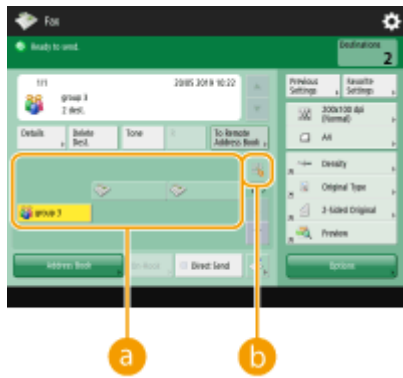 Fax
Ready to send.
Destinations
2
1/1
20/05 2019 10:22
group 3
2 dest.
Previous Settings
Favorite Settings
200x100 dpi (Normal)
Details
Delete Dest.
Tone
To Remote Address Book
A4
Density
Original Type
group 3
2-Sided Original
Preview
Address Book
On-Hook
Direct Send
Options
a
b